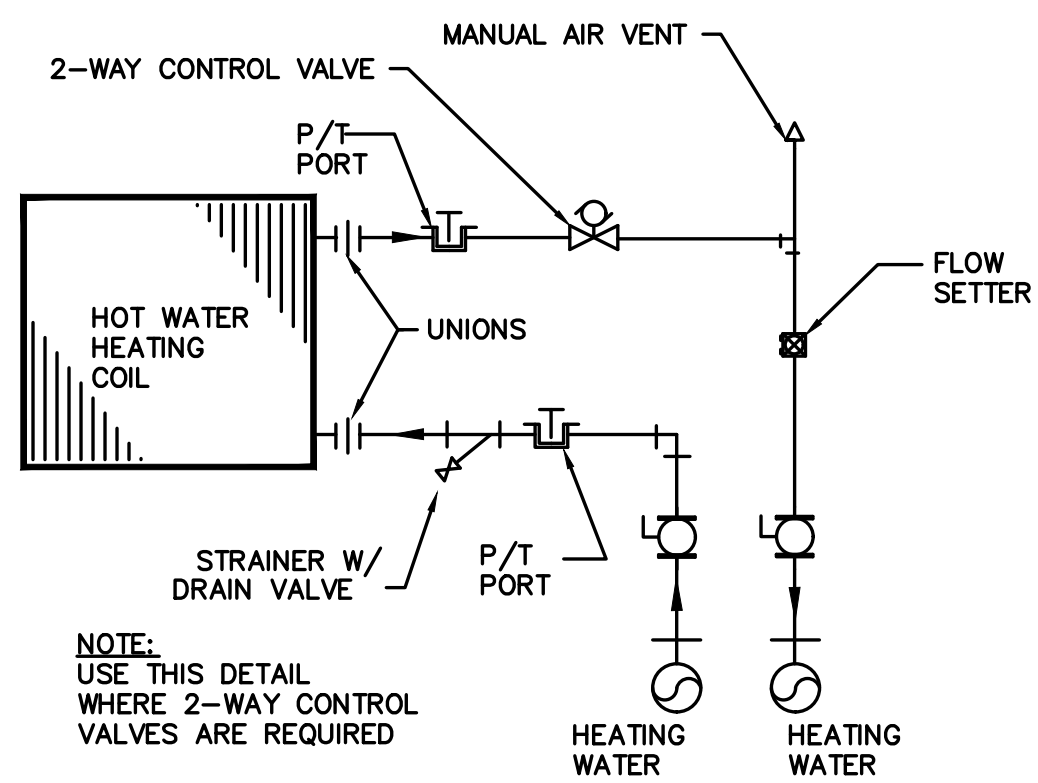 MANUAL AIR VENT
2-WAY CONTROL VALVE
P/T
PORT
FLOW
SETTER
HOT WATER
HEATING
COIL
UNIONS
STRAINER W/
DRAIN VALVE
P/T
PORT
NOTE:
USE THIS DETAIL
WHERE 2-WAY CONTROL
VALVES ARE REQUIRED
HEATING
WATER
HEATING
WATER